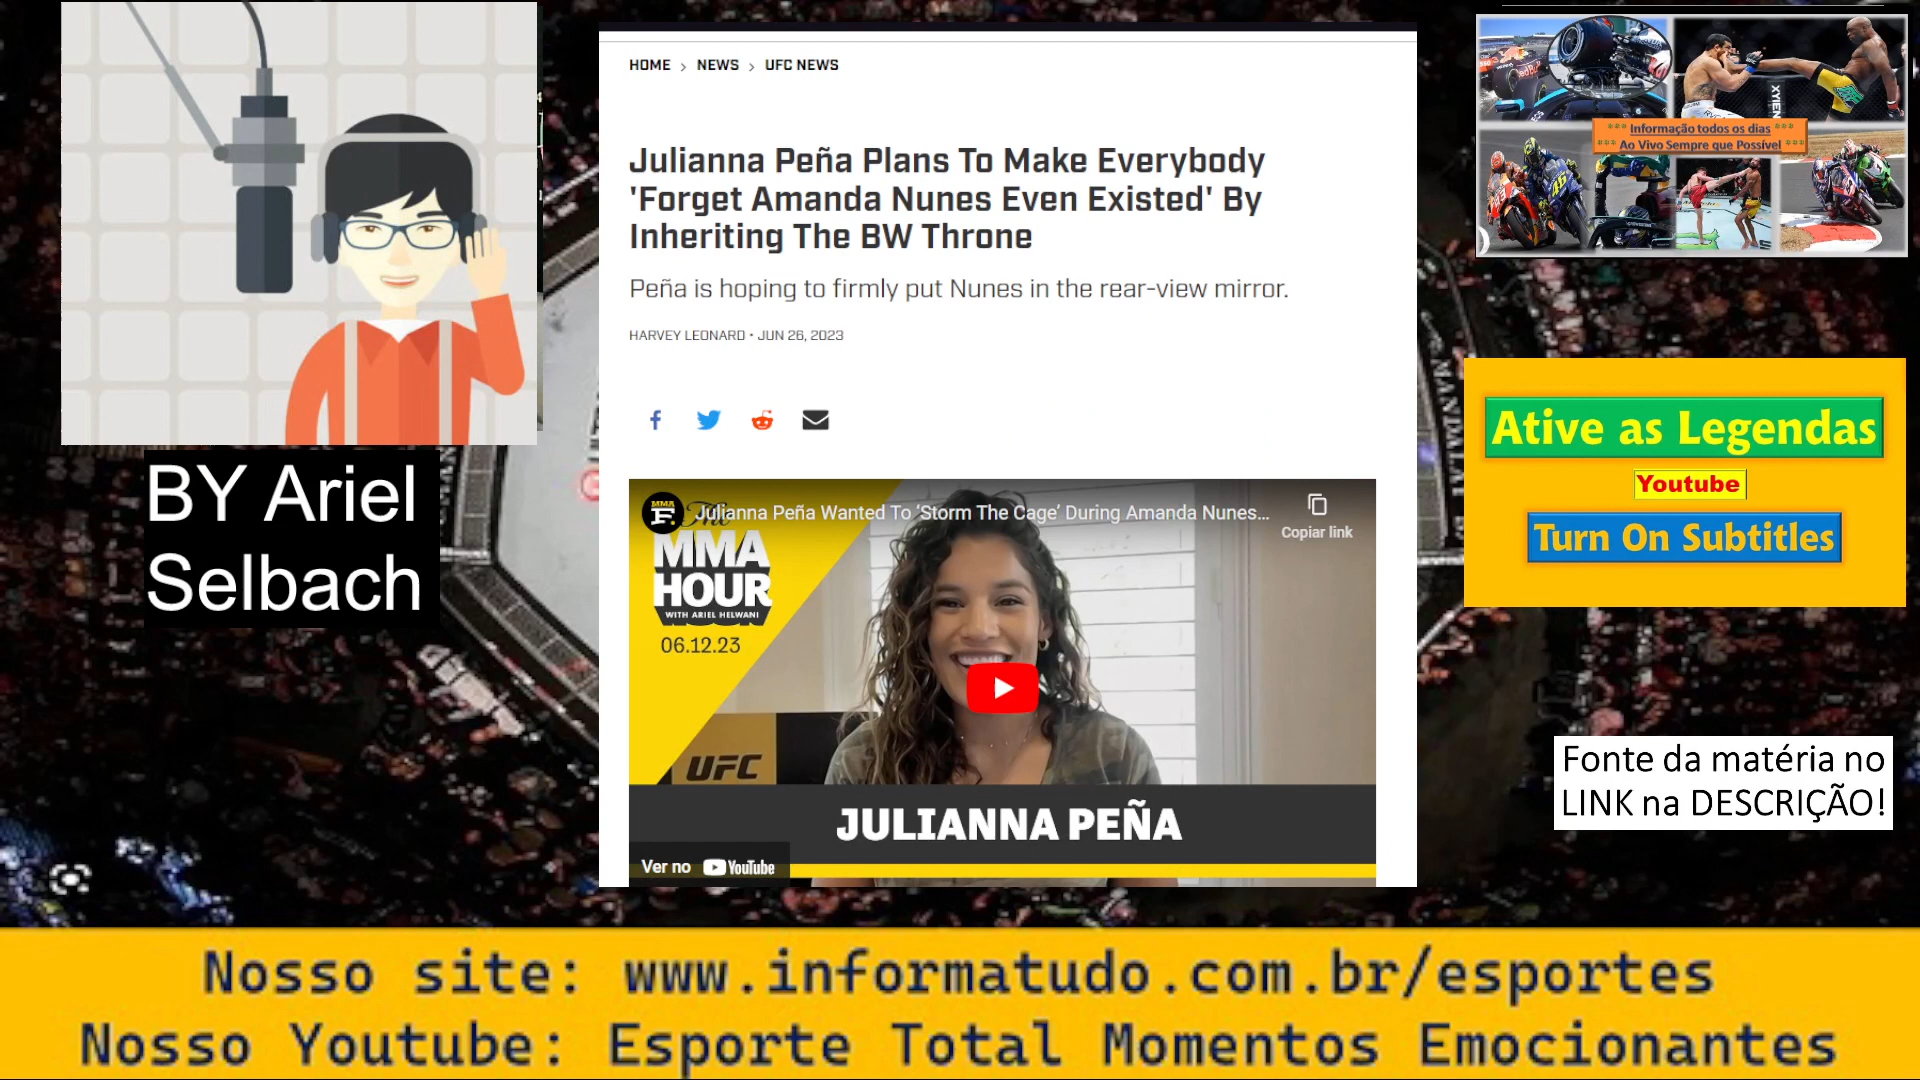 HOME > NEWS > UFC NEWS
Julianna Peña Plans To Make Everybody
'Forget Amanda Nunes Even Existed' By
Inheriting The BW Throne
Peña is hoping to firmly put Nunes in the rear-view mirror.
HARVEY LEONARD • JUN 26, 2023
Julianna Peña Wanted To ‘Storm The Cage’ During Amanda Nunes...
Copiar link
The
MMA
HOUR
WITH ARIEL HELWANI
06.12.23
UFC
JULIANNA PEÑA
Ver no YouTube
BY Ariel
Selbach
*** Informação todos os dias ***
*** Ao Vivo Sempre que Possível ***
Ative as Legendas
Youtube
Turn On Subtitles
Fonte da matéria no
LINK na DESCRIÇÃO!
Nosso site: www.informatudo.com.br/esportes
Nosso Youtube: Esporte Total Momentos Emocionantes